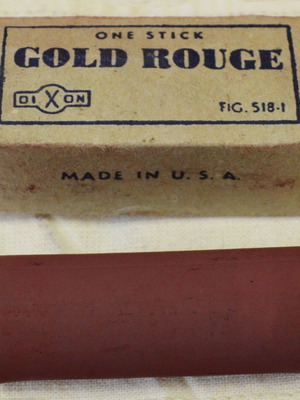 ONE STICK
GOLD ROUGE
DIXON
FIG. 518-1
MADE IN U. S. A.